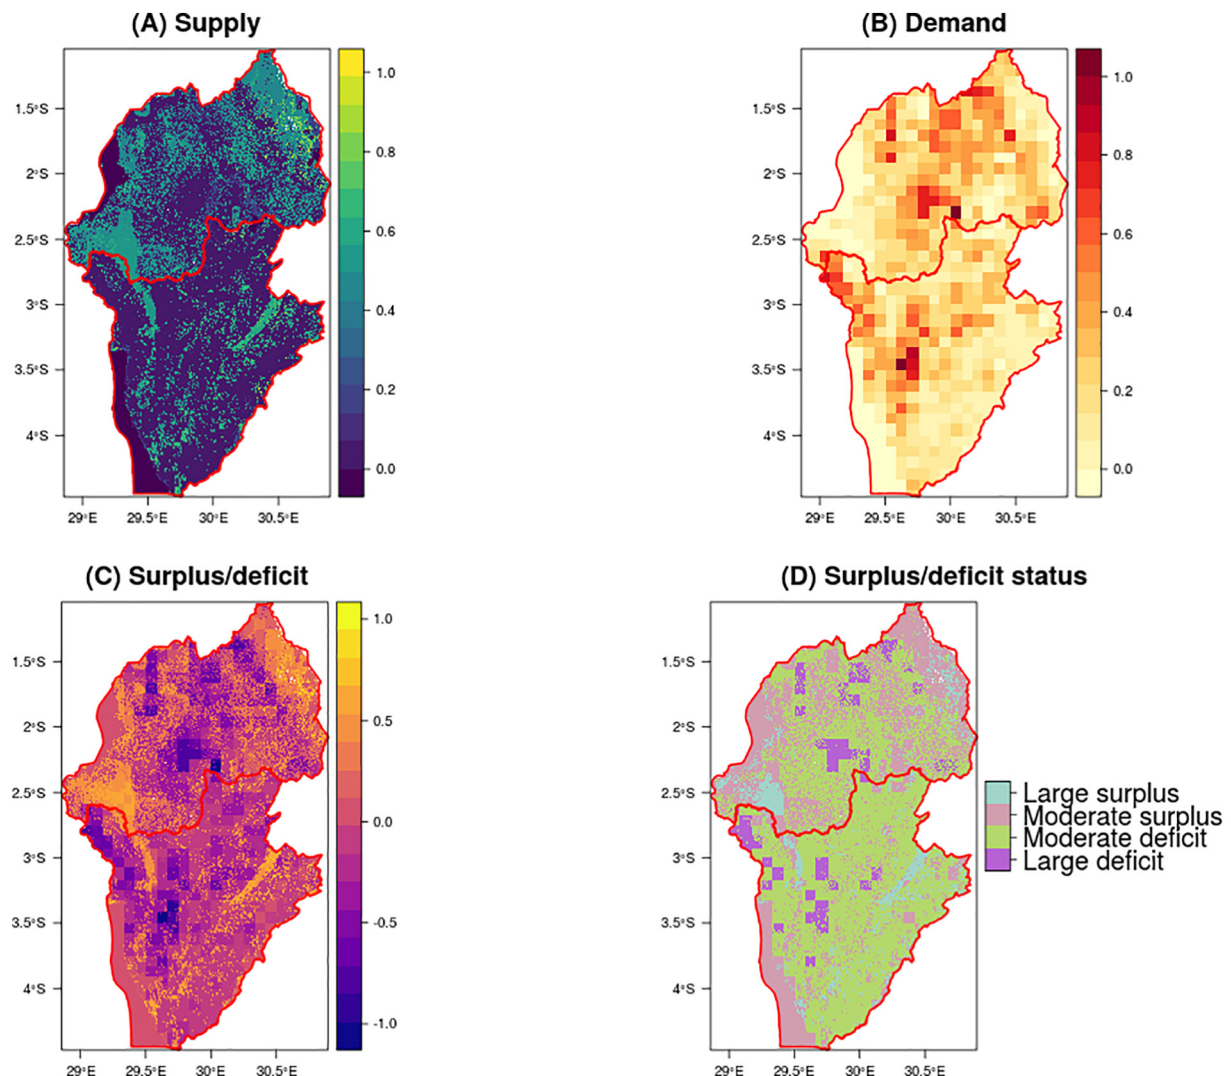 (A) Supply
(B) Demand
1.5°S
2°S
2.5°S
3°S
3.5°S
4°S
29°E 29.5°E 30°E 30.5°E
1.0
0.8
0.6
0.4
0.2
0.0
1.5°S
2°S
2.5°S
3°S
3.5°S
4°S
29°E 29.5°E 30°E 30.5°E
1.0
0.8
0.6
0.4
0.2
0.0
(C) Surplus/deficit
(D) Surplus/deficit status
1.5°S
2°S
2.5°S
3°S
3.5°S
4°S
29°E 29.5°E 30°E 30.5°E
1.0
0.5
0.0
-0.5
-1.0
1.5°S
2°S
2.5°S
3°S
3.5°S
4°S
29°E 29.5°E 30°E 30.5°E
Large surplus
Moderate surplus
Moderate deficit
Large deficit